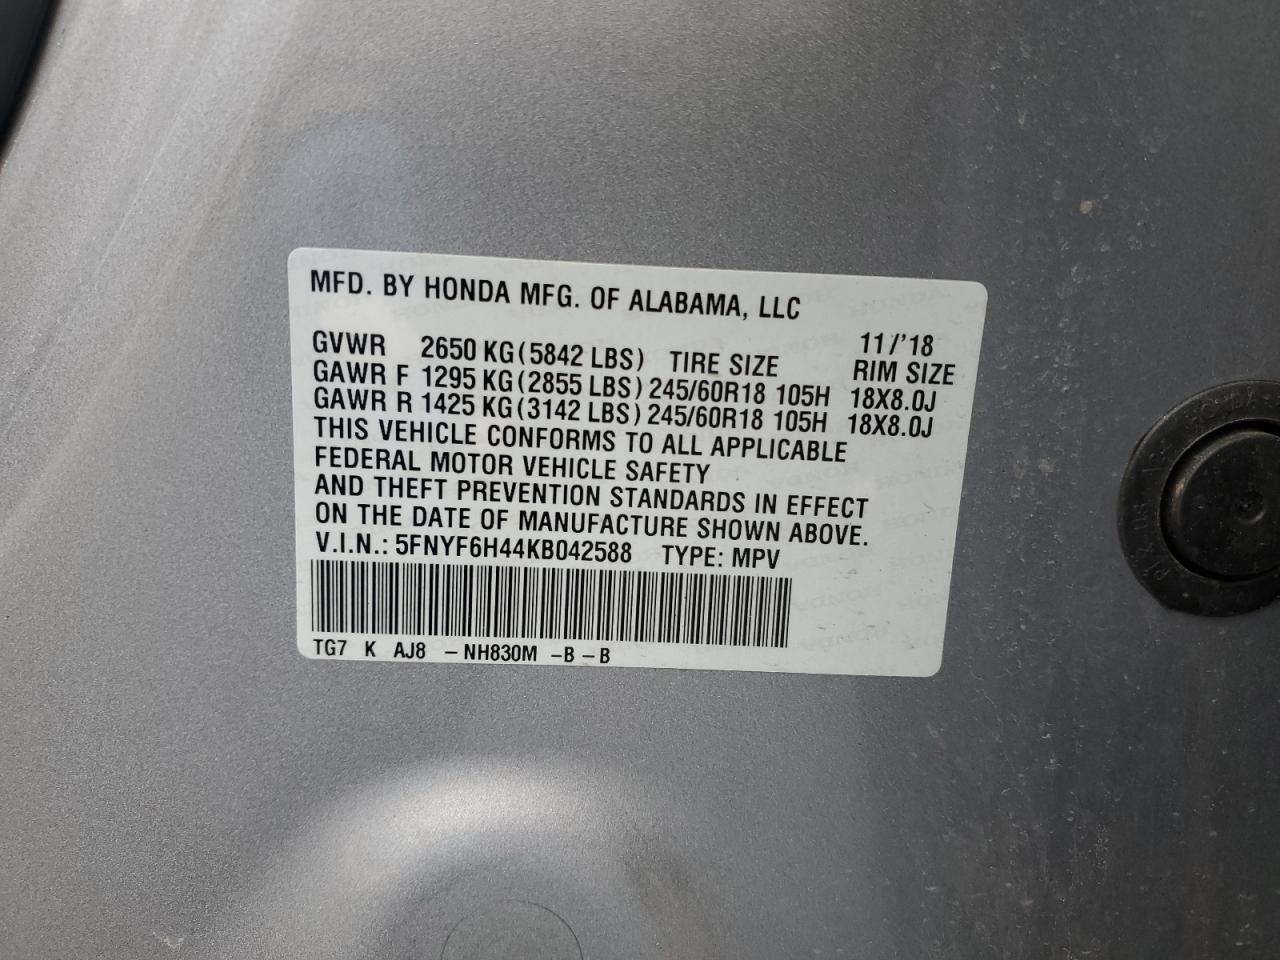 MFD. BY HONDA MFG. OF ALABAMA, LLC
11/'18
GVWR 2650 KG(5842 LBS) TIRE SIZE RIM SIZE
GAWR F 1295 KG(2855 LBS) 245/60R18 105H 18X8.0J
GAWR R 1425 KG(3142 LBS) 245/60R18 105H 18X8.0J
THIS VEHICLE CONFORMS TO ALL APPLICABLE
FEDERAL MOTOR VEHICLE SAFETY
AND THEFT PREVENTION STANDARDS IN EFFECT
ON THE DATE OF MANUFACTURE SHOWN ABOVE.
V.I.N.: 5FNYF6H44KB042588 TYPE: MPV
TG7 K AJ8 -NH830M -B-B